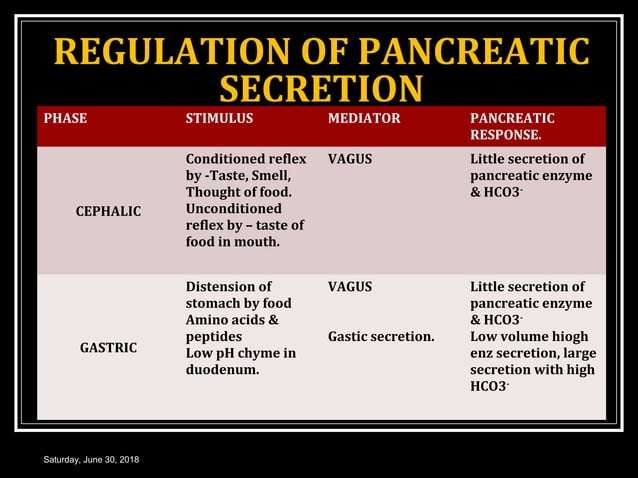 REGULATION OF PANCREATIC
SECRETION
PHASE
STIMULUS
MEDIATOR
PANCREATIC
RESPONSE.
CEPHALIC
Conditioned reflex
by -Taste, Smell,
Thought of food.
Unconditioned
reflex by – taste of
food in mouth.
VAGUS
Little secretion of
pancreatic enzyme
& HCO3-
GASTRIC
Distension of
stomach by food
Amino acids &
peptides
Low pH chyme in
duodenum.
VAGUS
Gastic secretion.
Little secretion of
pancreatic enzyme
& HCO3-
Low volume hiogh
enz secretion, large
secretion with high
HCO3-
Saturday, June 30, 2018